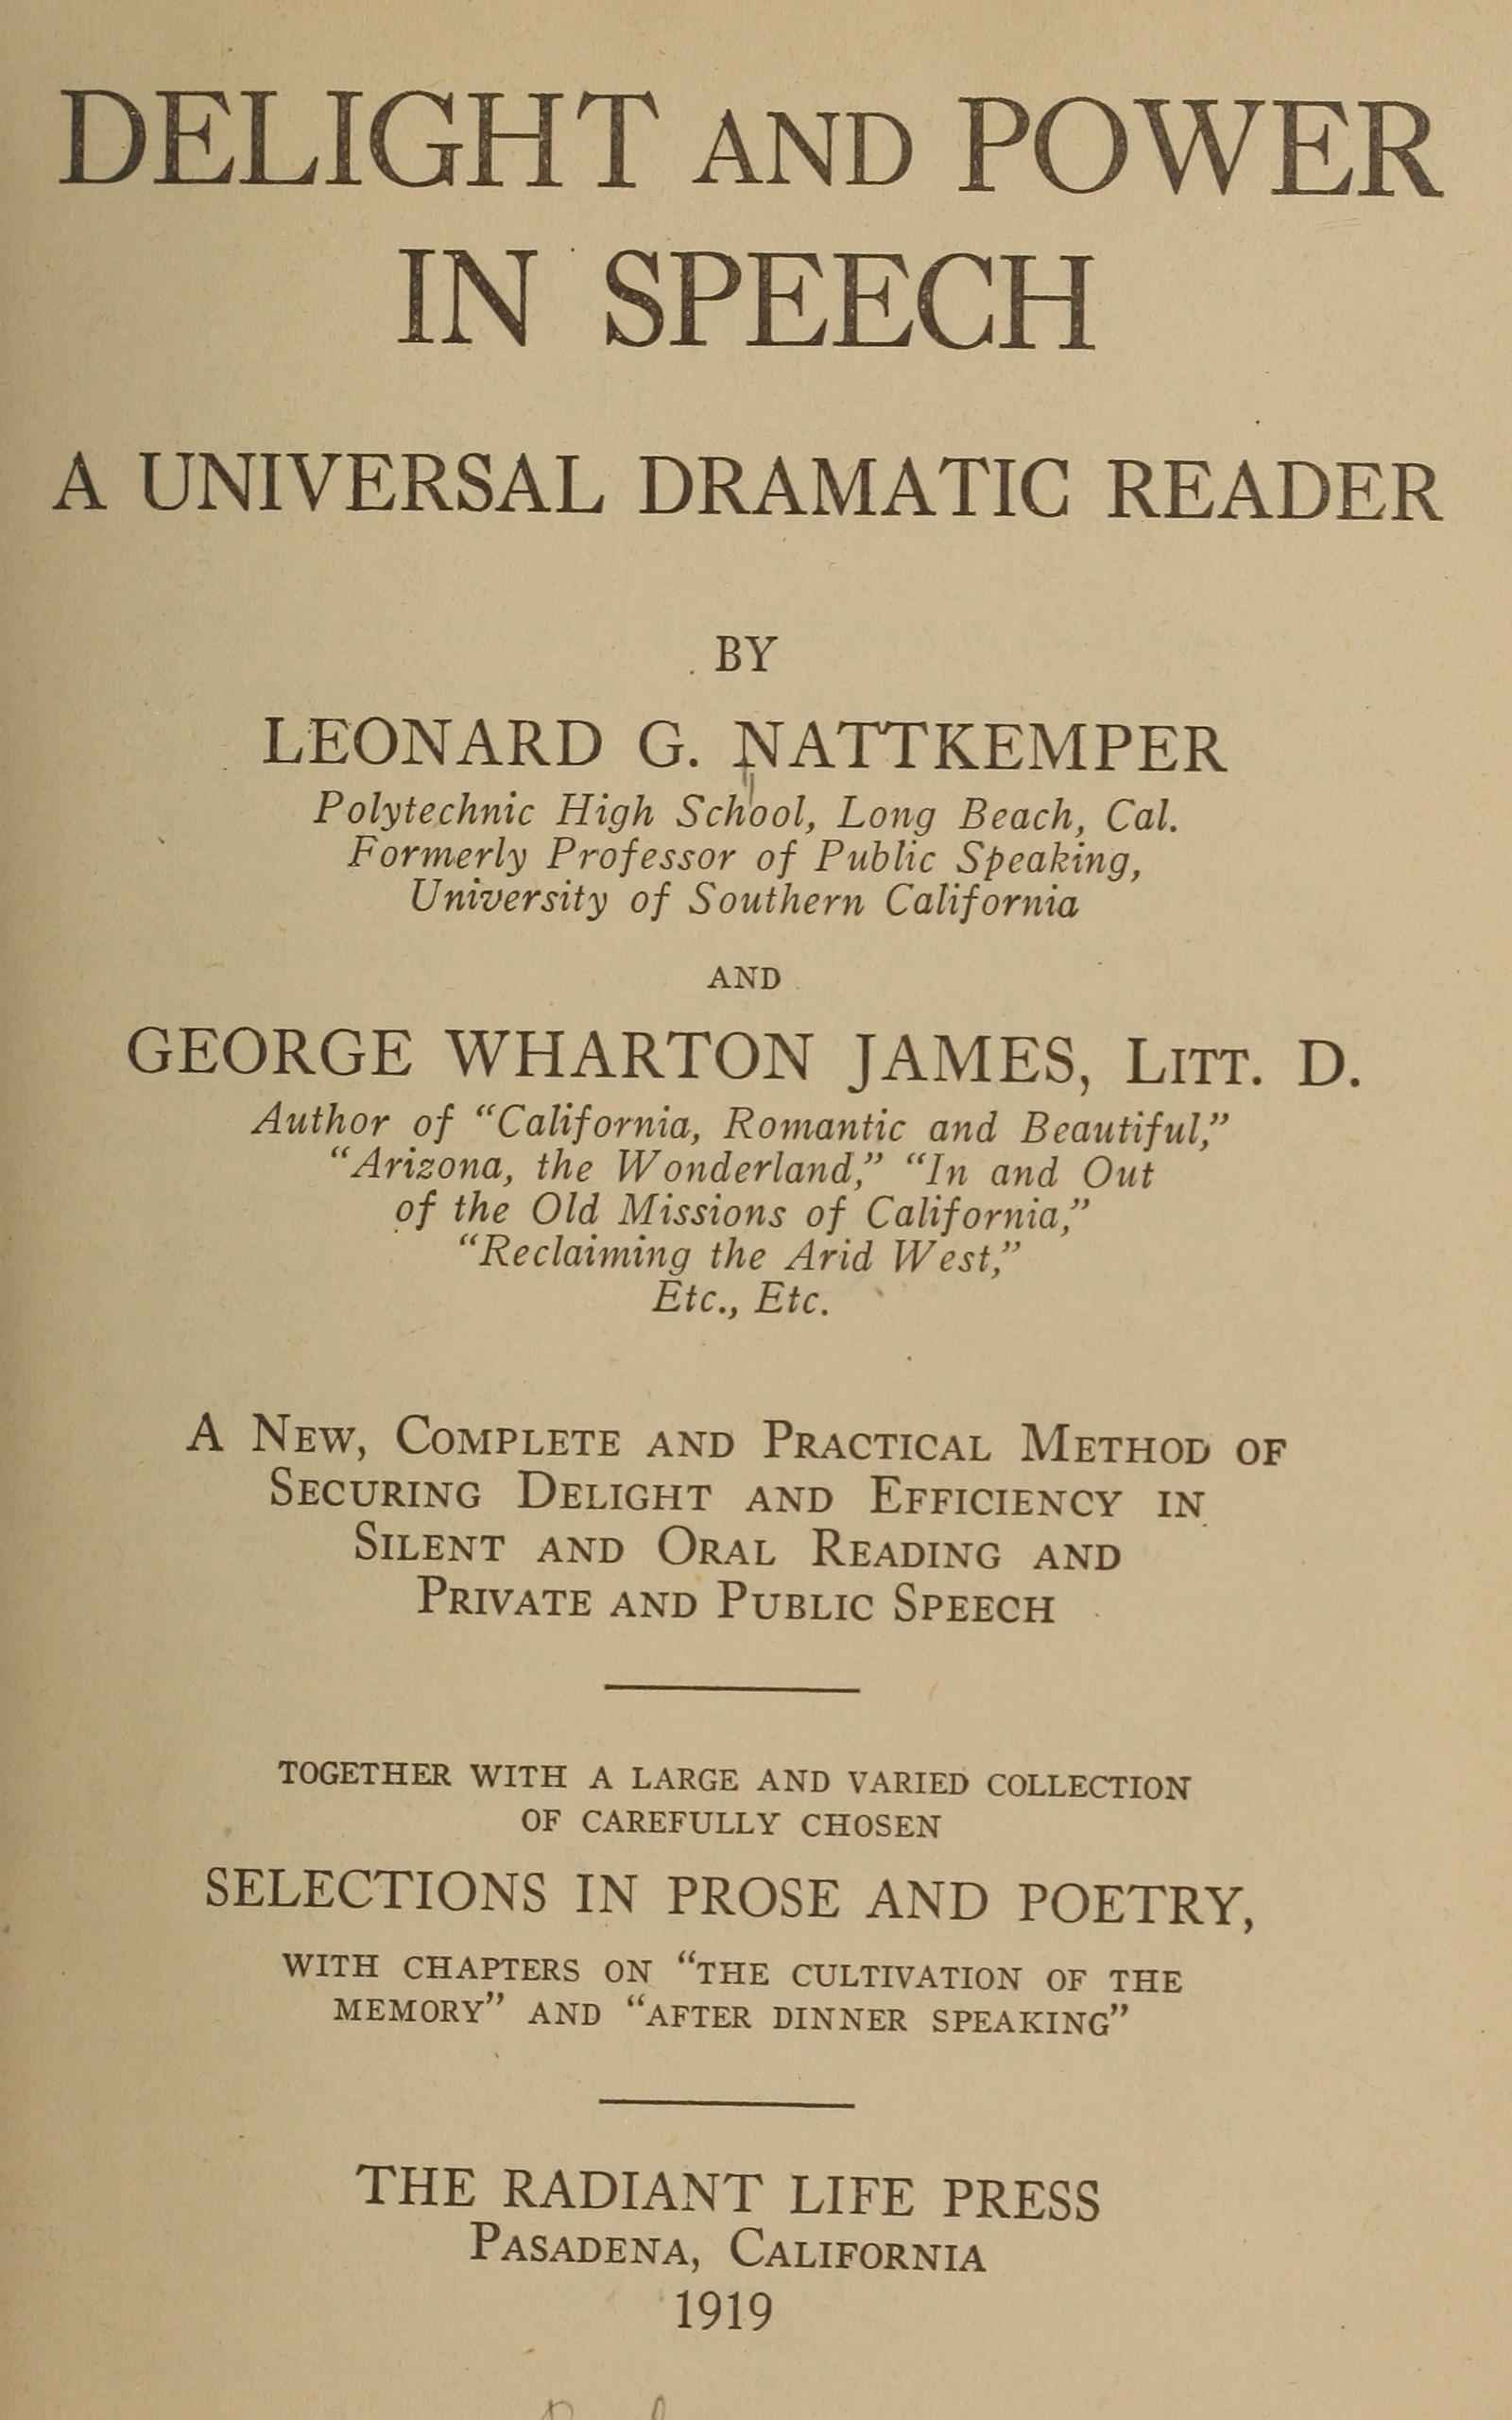 DELIGHT AND POWER
IN SPEECH
A UNIVERSAL DRAMATIC READER
BY
LEONARD G. NATTKEMPER
Polytechnic High School, Long Beach, Cal.
Formerly Professor of Public Speaking,
University of Southern California
AND
GEORGE WHARTON JAMES, LITT. D.
Author of “California, Romantic and Beautiful,”
“Arizona, the Wonderland,” “In and Out
of the Old Missions of California,”
“Reclaiming the Arid West,”
Etc., Etc.
A NEW, COMPLETE AND PRACTICAL METHOD OF
SECURING DELIGHT AND EFFICIENCY IN
SILENT AND ORAL READING AND
PRIVATE AND PUBLIC SPEECH
TOGETHER WITH A LARGE AND VARIED COLLECTION
OF CAREFULLY CHOSEN
SELECTIONS IN PROSE AND POETRY,
WITH CHAPTERS ON “THE CULTIVATION OF THE
MEMORY” AND “AFTER DINNER SPEAKING”
THE RADIANT LIFE PRESS
PASADENA, CALIFORNIA
1919